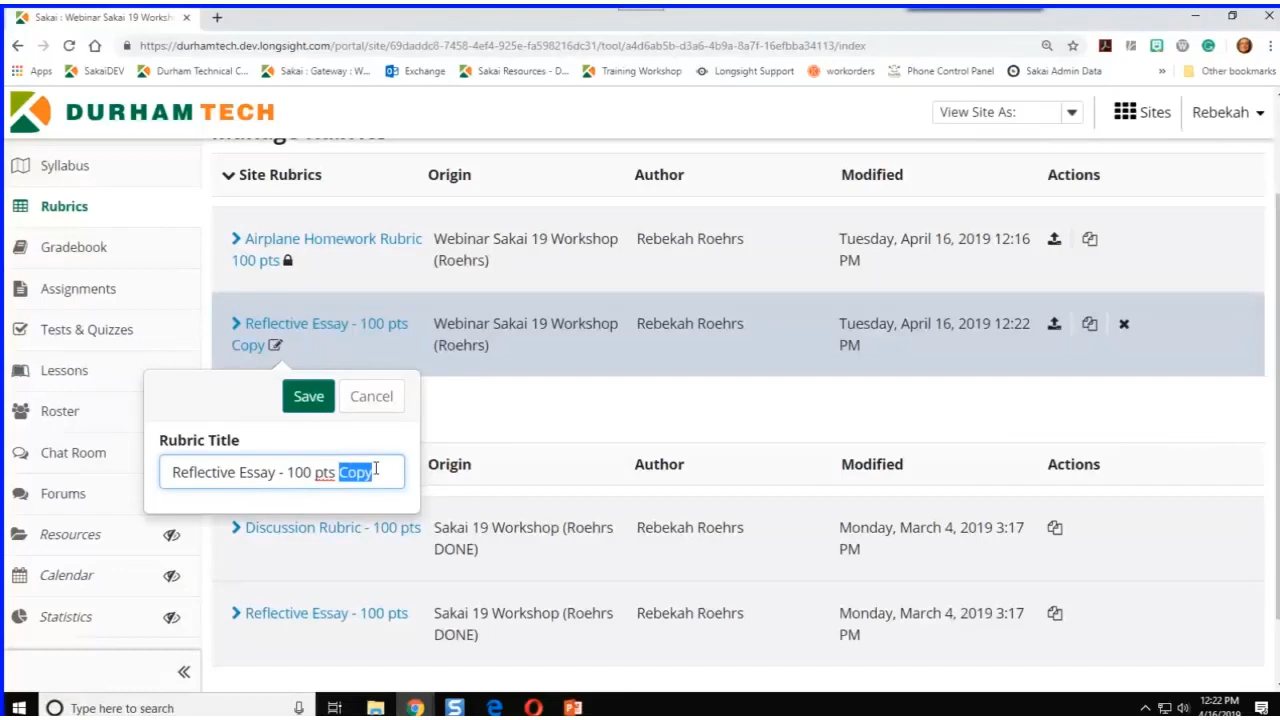 Sakai : Webinar Sakai 19 Worksh
https://durhamtech.dev.longsight.com/portal/site/69daddc8-7458-4ef4-925e-fa598216dc31/tool/a4d6ab5b-d3a6-4b9a-8a7f-16efbba34113/index
Apps SakaiDEV Durham Technical C... Sakai : Gateway : W... Exchange Sakai Resources - D... Training Workshop Longsight Support workorders Phone Control Panel Sakai Admin Data » Other bookmarks
DURHAM TECH
View Site As:
Sites
Rebekah
Syllabus
Rubrics
Gradebook
Assignments
Tests & Quizzes
Lessons
Roster
Chat Room
Forums
Resources
Calendar
Statistics
Site Rubrics Origin Author Modified Actions
Airplane Homework Rubric Webinar Sakai 19 Workshop Rebekah Roehrs Tuesday, April 16, 2019 12:16
100 pts (Roehrs) PM
Reflective Essay - 100 pts Webinar Sakai 19 Workshop Rebekah Roehrs Tuesday, April 16, 2019 12:22
Copy (Roehrs) PM
Save Cancel
Rubric Title
Reflective Essay - 100 pts Copy
Origin Author Modified Actions
Discussion Rubric - 100 pts Sakai 19 Workshop (Roehrs Rebekah Roehrs Monday, March 4, 2019 3:17
DONE) PM
Reflective Essay - 100 pts Sakai 19 Workshop (Roehrs Rebekah Roehrs Monday, March 4, 2019 3:17
DONE) PM
Type here to search
12:22 PM
4/16/2019